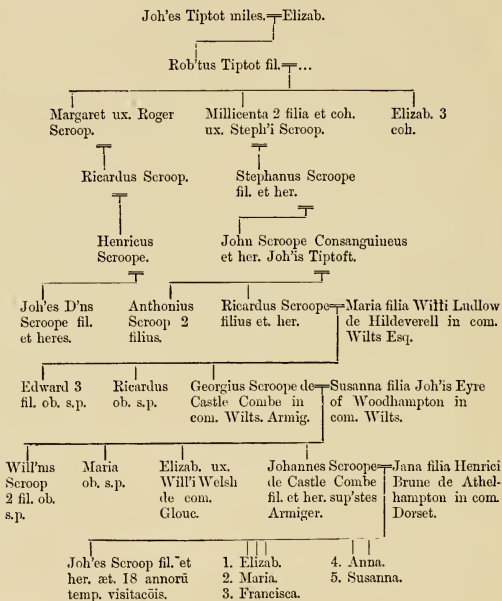 Joh'es Tiptot miles. Elizab.
Rob'tus Tiptot fil. ...
Margaret ux. Roger
Scroop.
Millicenta 2 filia et coh.
ux. Steph'i Scroop.
Elizab. 3
coh.
Ricardus Scroop.
Stephanus Scroope
fil. et her.
Henricus
Scroope.
John Scroope Consanguineus
et her. Joh'is Tiptoft.
Joh'es D'ns
Scroope fil.
et heres.
Anthonius
Scroop 2
filius.
Ricardus Scroope
filius et. her.
Maria filia Willi Ludlow
de Hildeverell in com.
Wilts Esq.
Edward 3
fil. ob. s.p.
Ricardus
ob. s.p.
Georgius Scroope de
Castle Combe in
com. Wilts. Armig.
Susanna filia Joh'is Eyre
of Woodhampton in
com. Wilts.
Will'ms
Scroop
2 fil. ob.
s.p.
Maria
ob. s.p.
Elizab. ux.
Will'i Welsh
de com.
Glouc.
Johannes Scroope
de Castle Combe
fil. et her. sup'stes
Armiger.
Jana filia Henrici
Brune de Athel-
hampton in com.
Dorset.
Joh'es Scroop fil. et
her. æt. 18 annorū
temp. visitacōis.
1. Elizab.
2. Maria.
3. Francisca.
4. Anna.
5. Susanna.